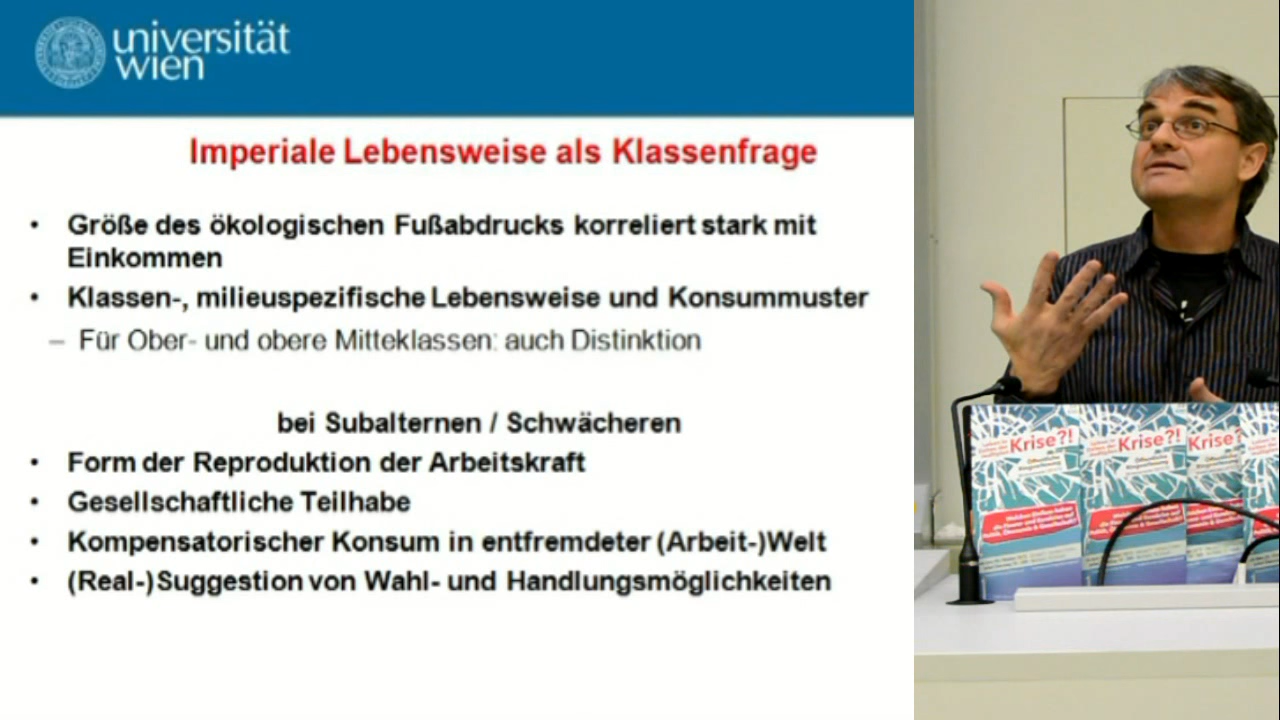 universität
wien
Imperiale Lebensweise als Klassenfrage
• Größe des ökologischen Fußabdrucks korreliert stark mit
Einkommen
• Klassen-, milieuspezifische Lebensweise und Konsummuster
– Für Ober- und obere Mitteklassen: auch Distinktion
bei Subalternen / Schwächeren
• Form der Reproduktion der Arbeitskraft
• Gesellschaftliche Teilhabe
• Kompensatorischer Konsum in entfremdeter (Arbeit-)Welt
• (Real-)Suggestion von Wahl- und Handlungsmöglichkeiten
Krise?!
Krise?!
Krise?